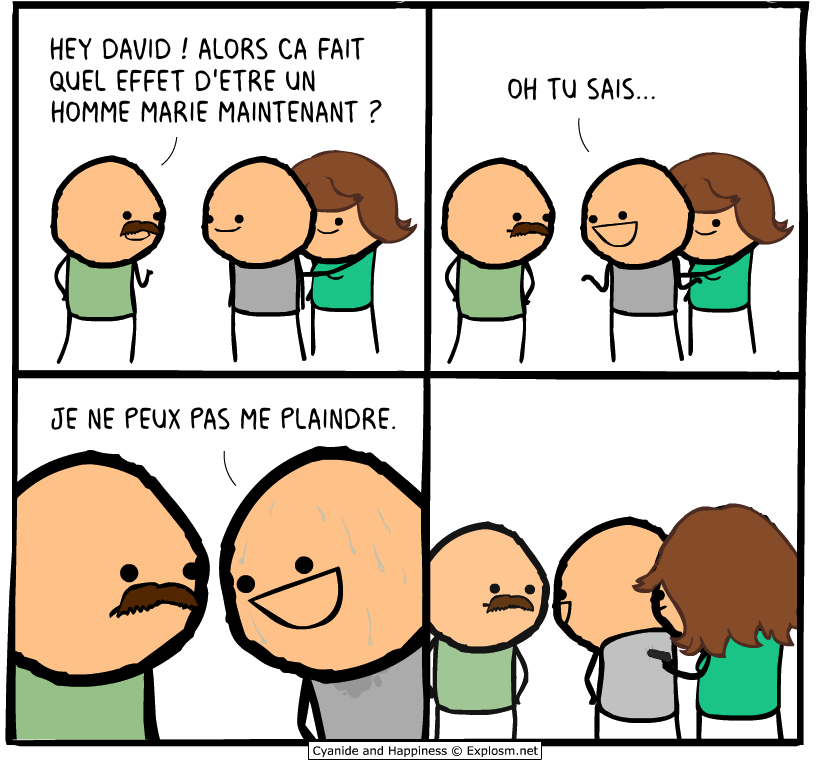 HEY DAVID ! ALORS CA FAIT
QUEL EFFET D'ETRE UN
HOMME MARIE MAINTENANT ?
OH TU SAIS...
JE NE PEUX PAS ME PLAINDRE.
Cyanide and Happiness © Explosm.net